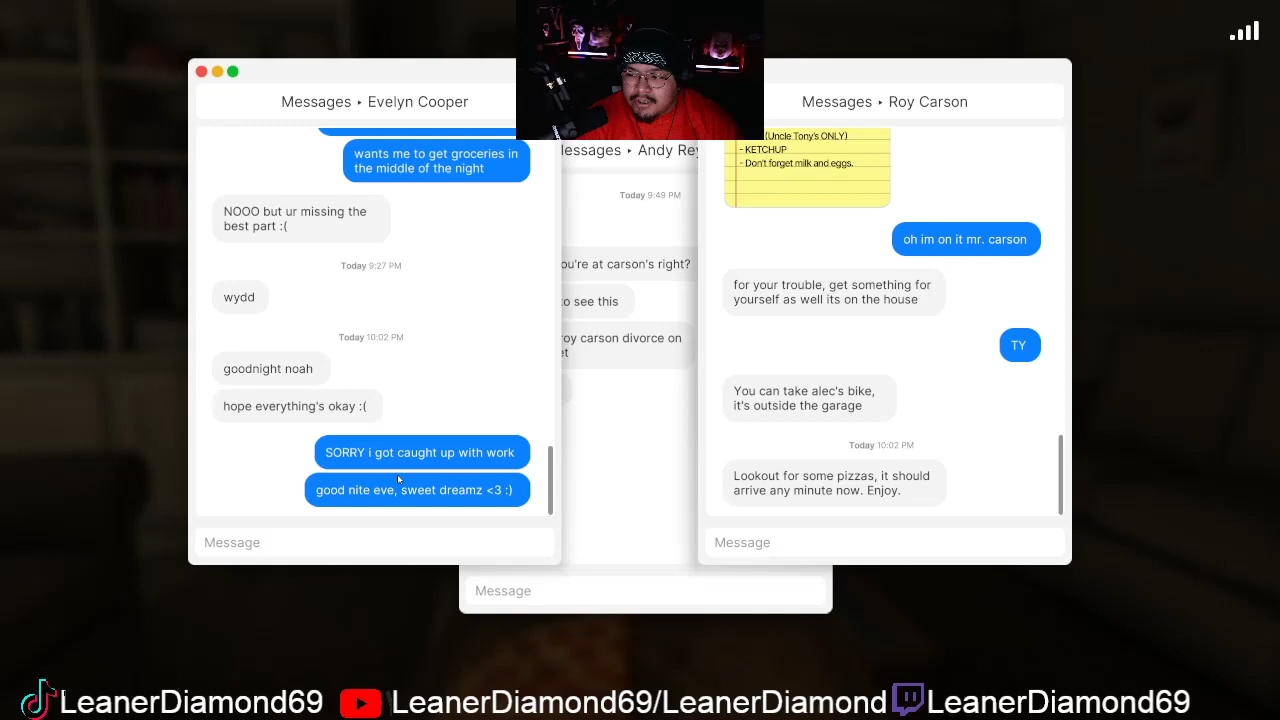 Messages ‣ Evelyn Cooper
wants me to get groceries in
the middle of the night
NOOO but ur missing the
best part :(
Today 9:27 PM
wydd
Today 10:02 PM
goodnight noah
hope everything's okay :(
SORRY i got caught up with work
good nite eve, sweet dreamz <3 :)
Message
essages ‣ Andy Rey
Today 9:49 PM
ou're at carson's right?
to see this
roy carson divorce on
et
Message
Messages ‣ Roy Carson
(Uncle Tony's ONLY)
- KETCHUP
- Don't forget milk and eggs.
oh im on it mr. carson
for your trouble, get something for
yourself as well its on the house
TY
You can take alec's bike,
it's outside the garage
Today 10:02 PM
Lookout for some pizzas, it should
arrive any minute now. Enjoy.
Message
LeanerDiamond69
LeanerDiamond69/LeanerDiamond
LeanerDiamond69